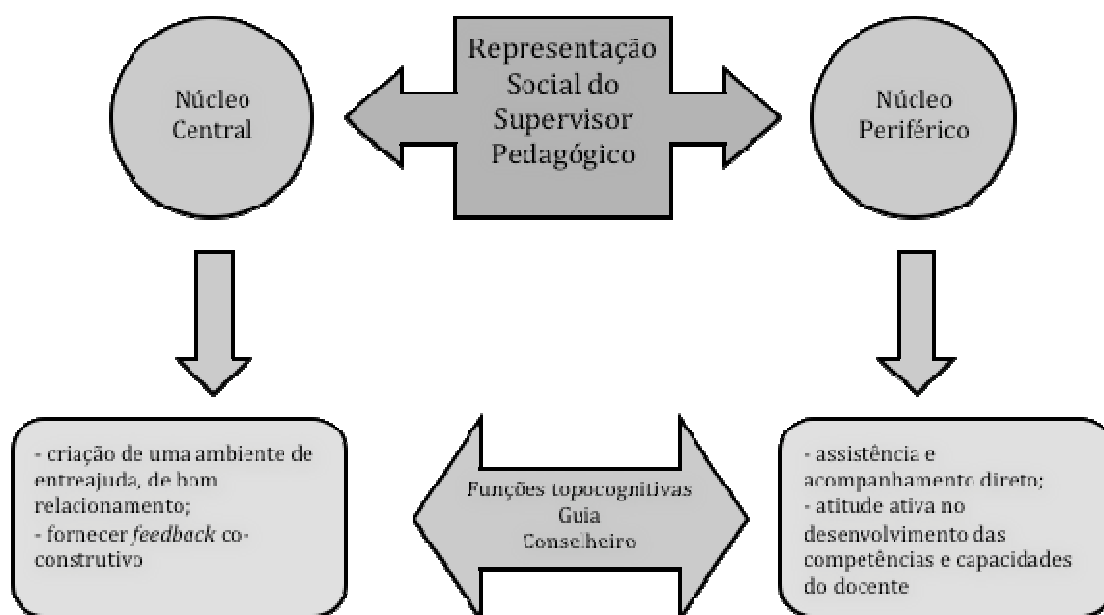 Representação
Social do
Supervisor
Pedagógico
Núcleo
Central
Núcleo
Periférico
- criação de uma ambiente de
entreajuda, de bom
relacionamento;
- fornecer feedback co-
construtivo
Funções topocognitivas
Guia
Conselheiro
- assistência e
acompanhamento direto;
- atitude ativa no
desenvolvimento das
competências e capacidades
do docente